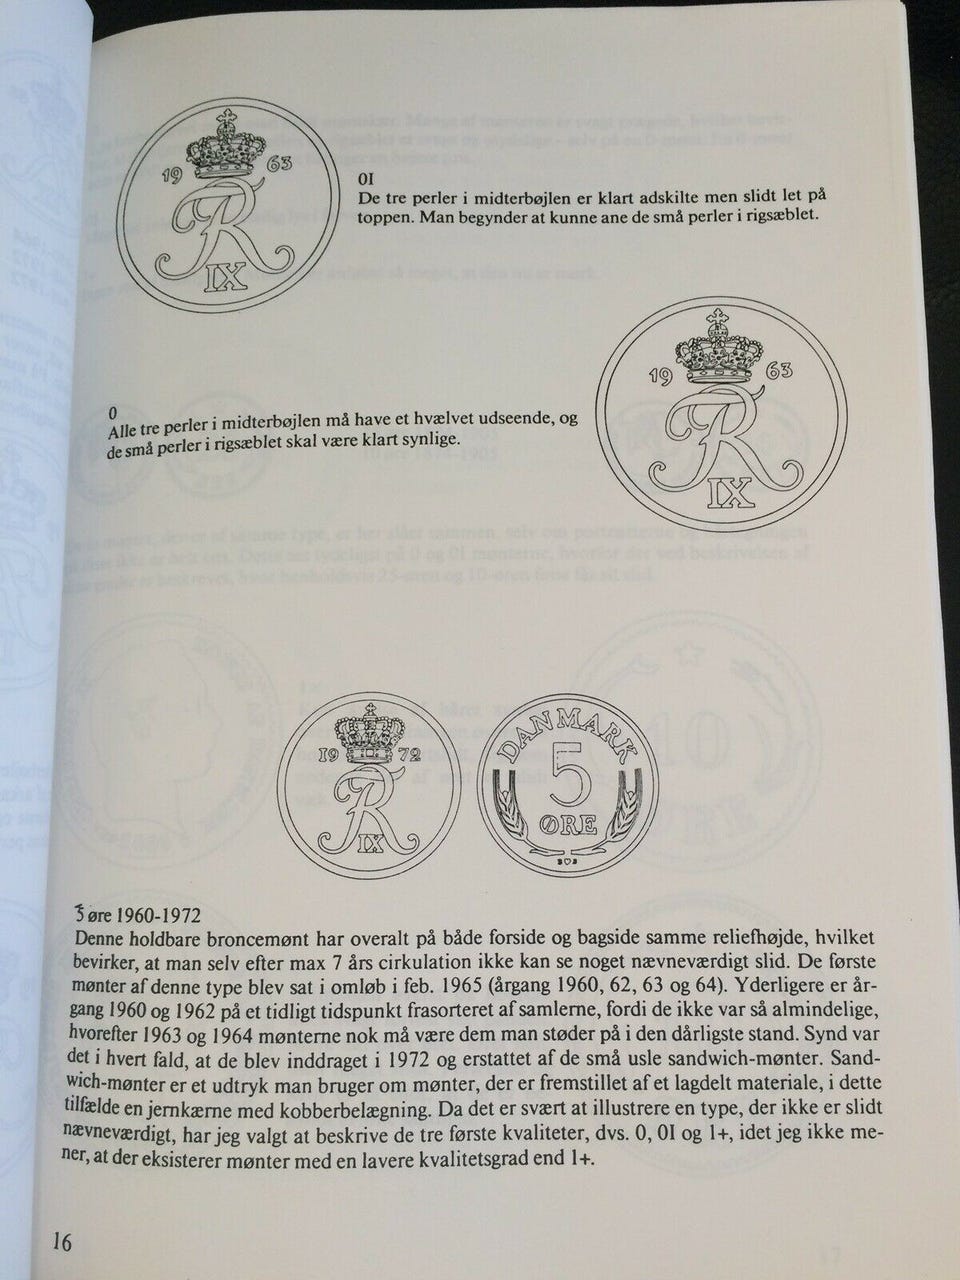 19 63
IX
OI
De tre perler i midterbøjlen er klart adskilte men slidt let på
toppen. Man begynder at kunne ane de små perler i rigsæblet.
19 63
IX
0
Alle tre perler i midterbøjlen må have et hvælvet udseende, og
de små perler i rigsæblet skal være klart synlige.
19 72
IX
DANMARK
5
ØRE
5 øre 1960-1972
Denne holdbare broncemønt har overalt på både forside og bagside samme reliefhøjde, hvilket
bevirker, at man selv efter max 7 års cirkulation ikke kan se noget nævneværdigt slid. De første
mønter af denne type blev sat i omløb i feb. 1965 (årgang 1960, 62, 63 og 64). Yderligere er år-
gang 1960 og 1962 på et tidligt tidspunkt frasorteret af samlerne, fordi de ikke var så almindelige,
hvorefter 1963 og 1964 mønterne nok må være dem man støder på i den dårligste stand. Synd var
det i hvert fald, at de blev inddraget i 1972 og erstattet af de små usle sandwich-mønter. Sand-
wich-mønter er et udtryk man bruger om mønter, der er fremstillet af et lagdelt materiale, i dette
tilfælde en jernkærne med kobberbelægning. Da det er svært at illustrere en type, der ikke er slidt
nævneværdigt, har jeg valgt at beskrive de tre første kvaliteter, dvs. 0, 0I og 1+, idet jeg ikke me-
ner, at der eksisterer mønter med en lavere kvalitetsgrad end 1+.
16